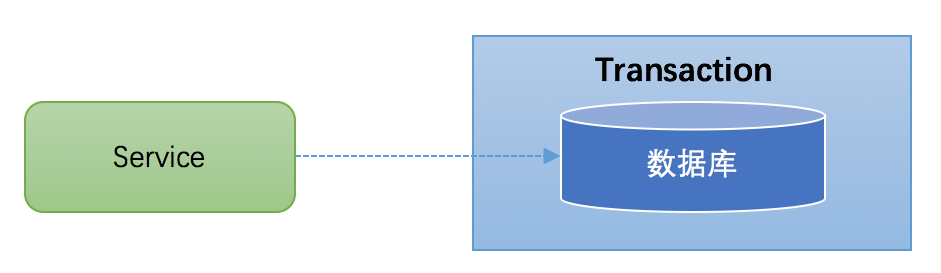 Transaction
Service
数据库